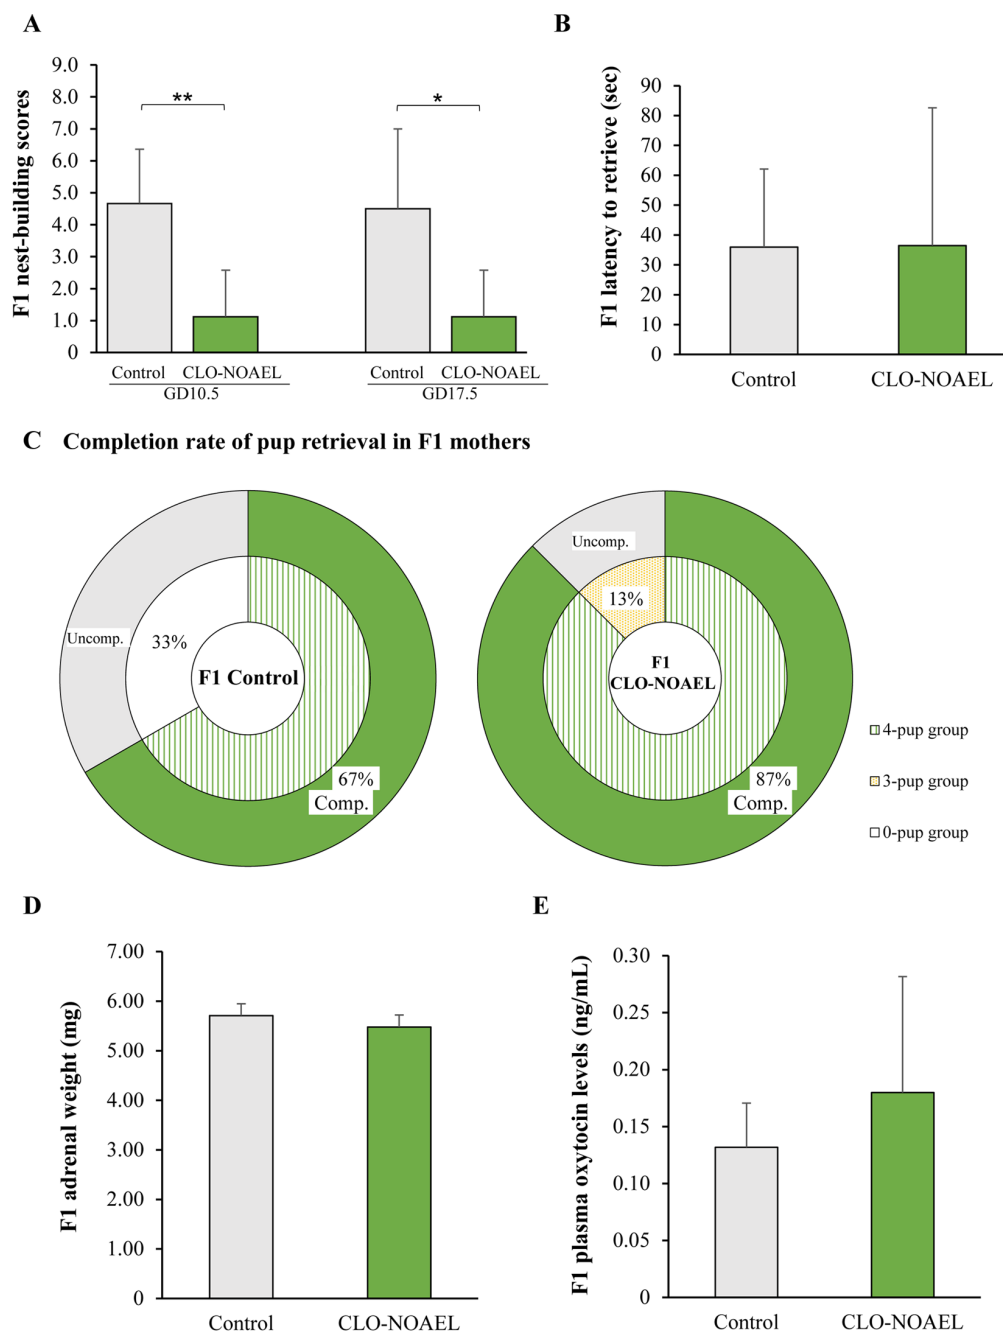 A
F1 nest-building scores
9.0
8.0
7.0
6.0
5.0
4.0
3.0
2.0
1.0
0
**
*
Control CLO-NOAEL Control CLO-NOAEL
GD10.5 GD17.5
B
F1 latency to retrieve (sec)
90
80
70
60
50
40
30
20
10
0
Control CLO-NOAEL
C Completion rate of pup retrieval in F1 mothers
Uncomp.
33%
F1 Control
67%
Comp.
Uncomp.
13%
F1
CLO-NOAEL
87%
Comp.
4-pup group
3-pup group
0-pup group
D
F1 adrenal weight (mg)
7.00
6.00
5.00
4.00
3.00
2.00
1.00
0
Control CLO-NOAEL
E
F1 plasma oxytocin levels (ng/mL)
0.30
0.25
0.20
0.15
0.10
0.05
0
Control CLO-NOAEL